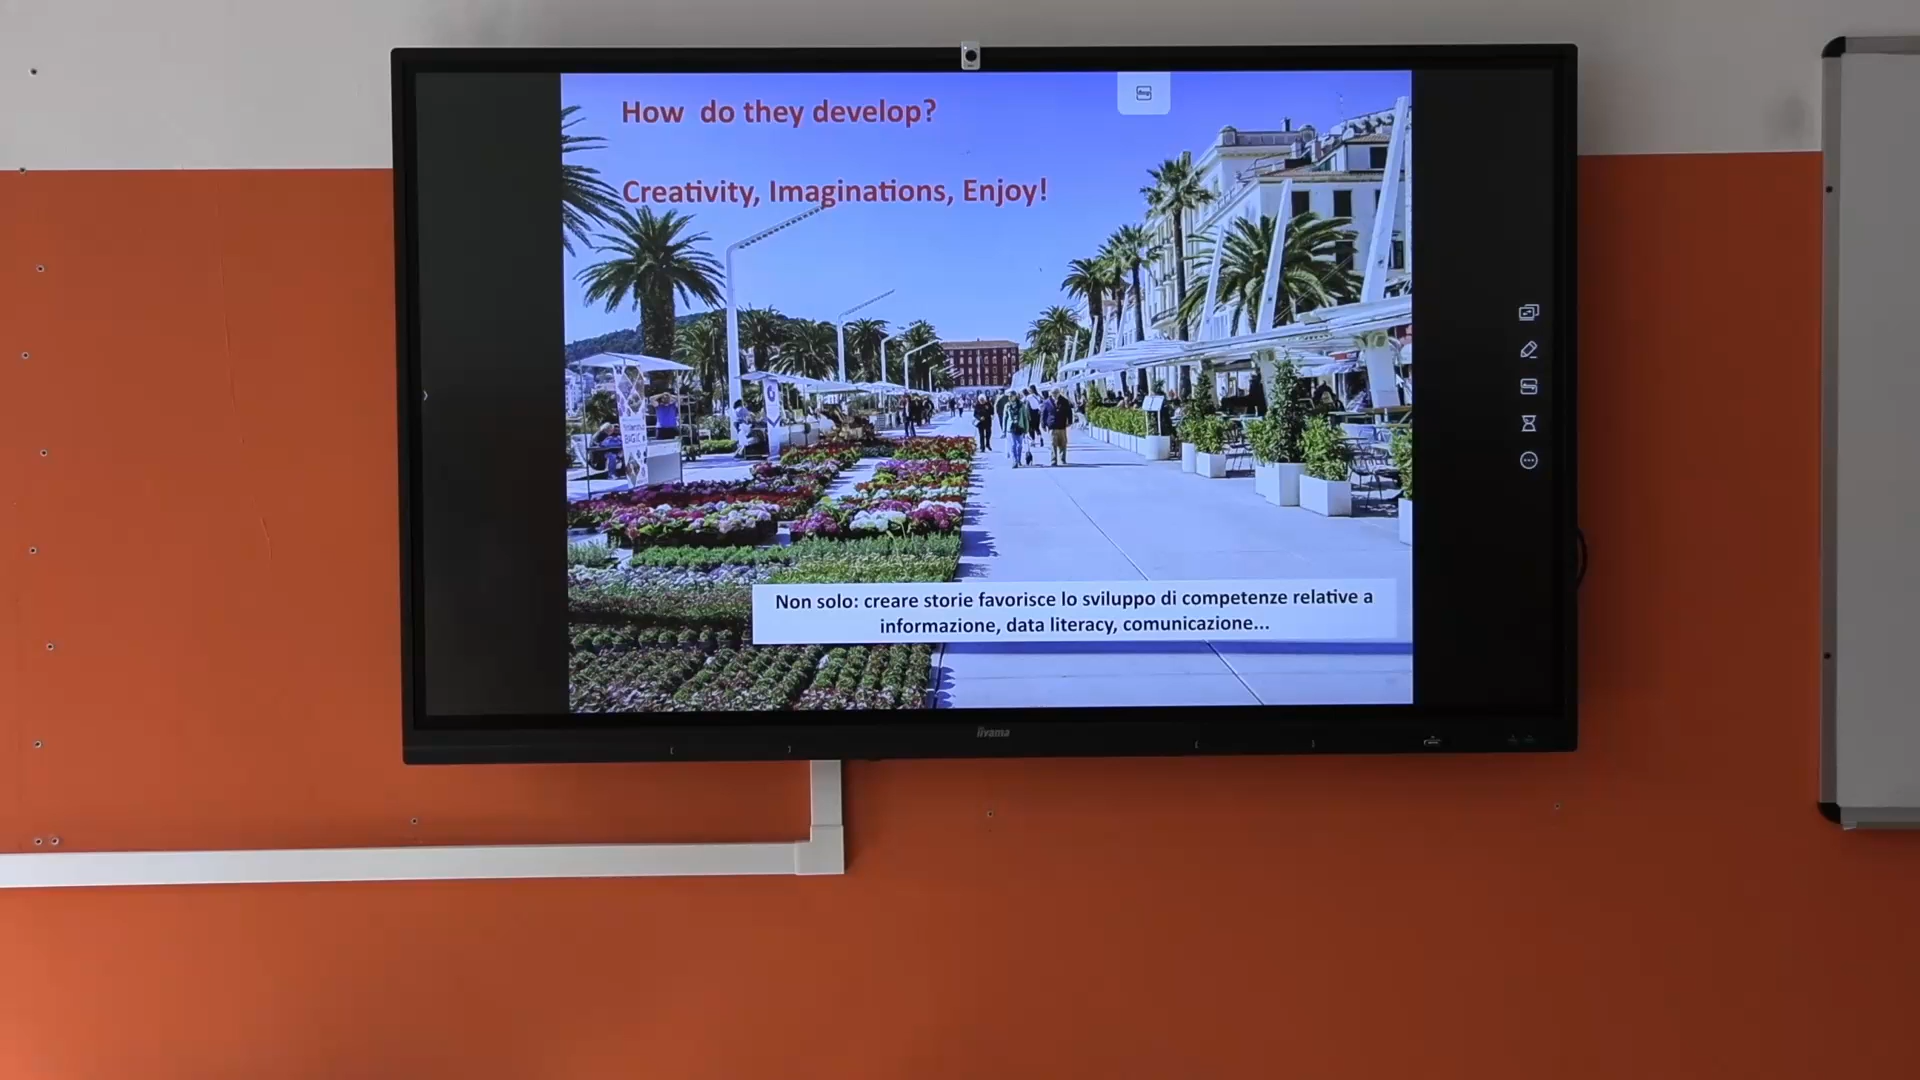 How do they develop?
Creativity, Imaginations, Enjoy!
Non solo: creare storie favorisce lo sviluppo di competenze relative a
informazione, data literacy, comunicazione...
iiyama